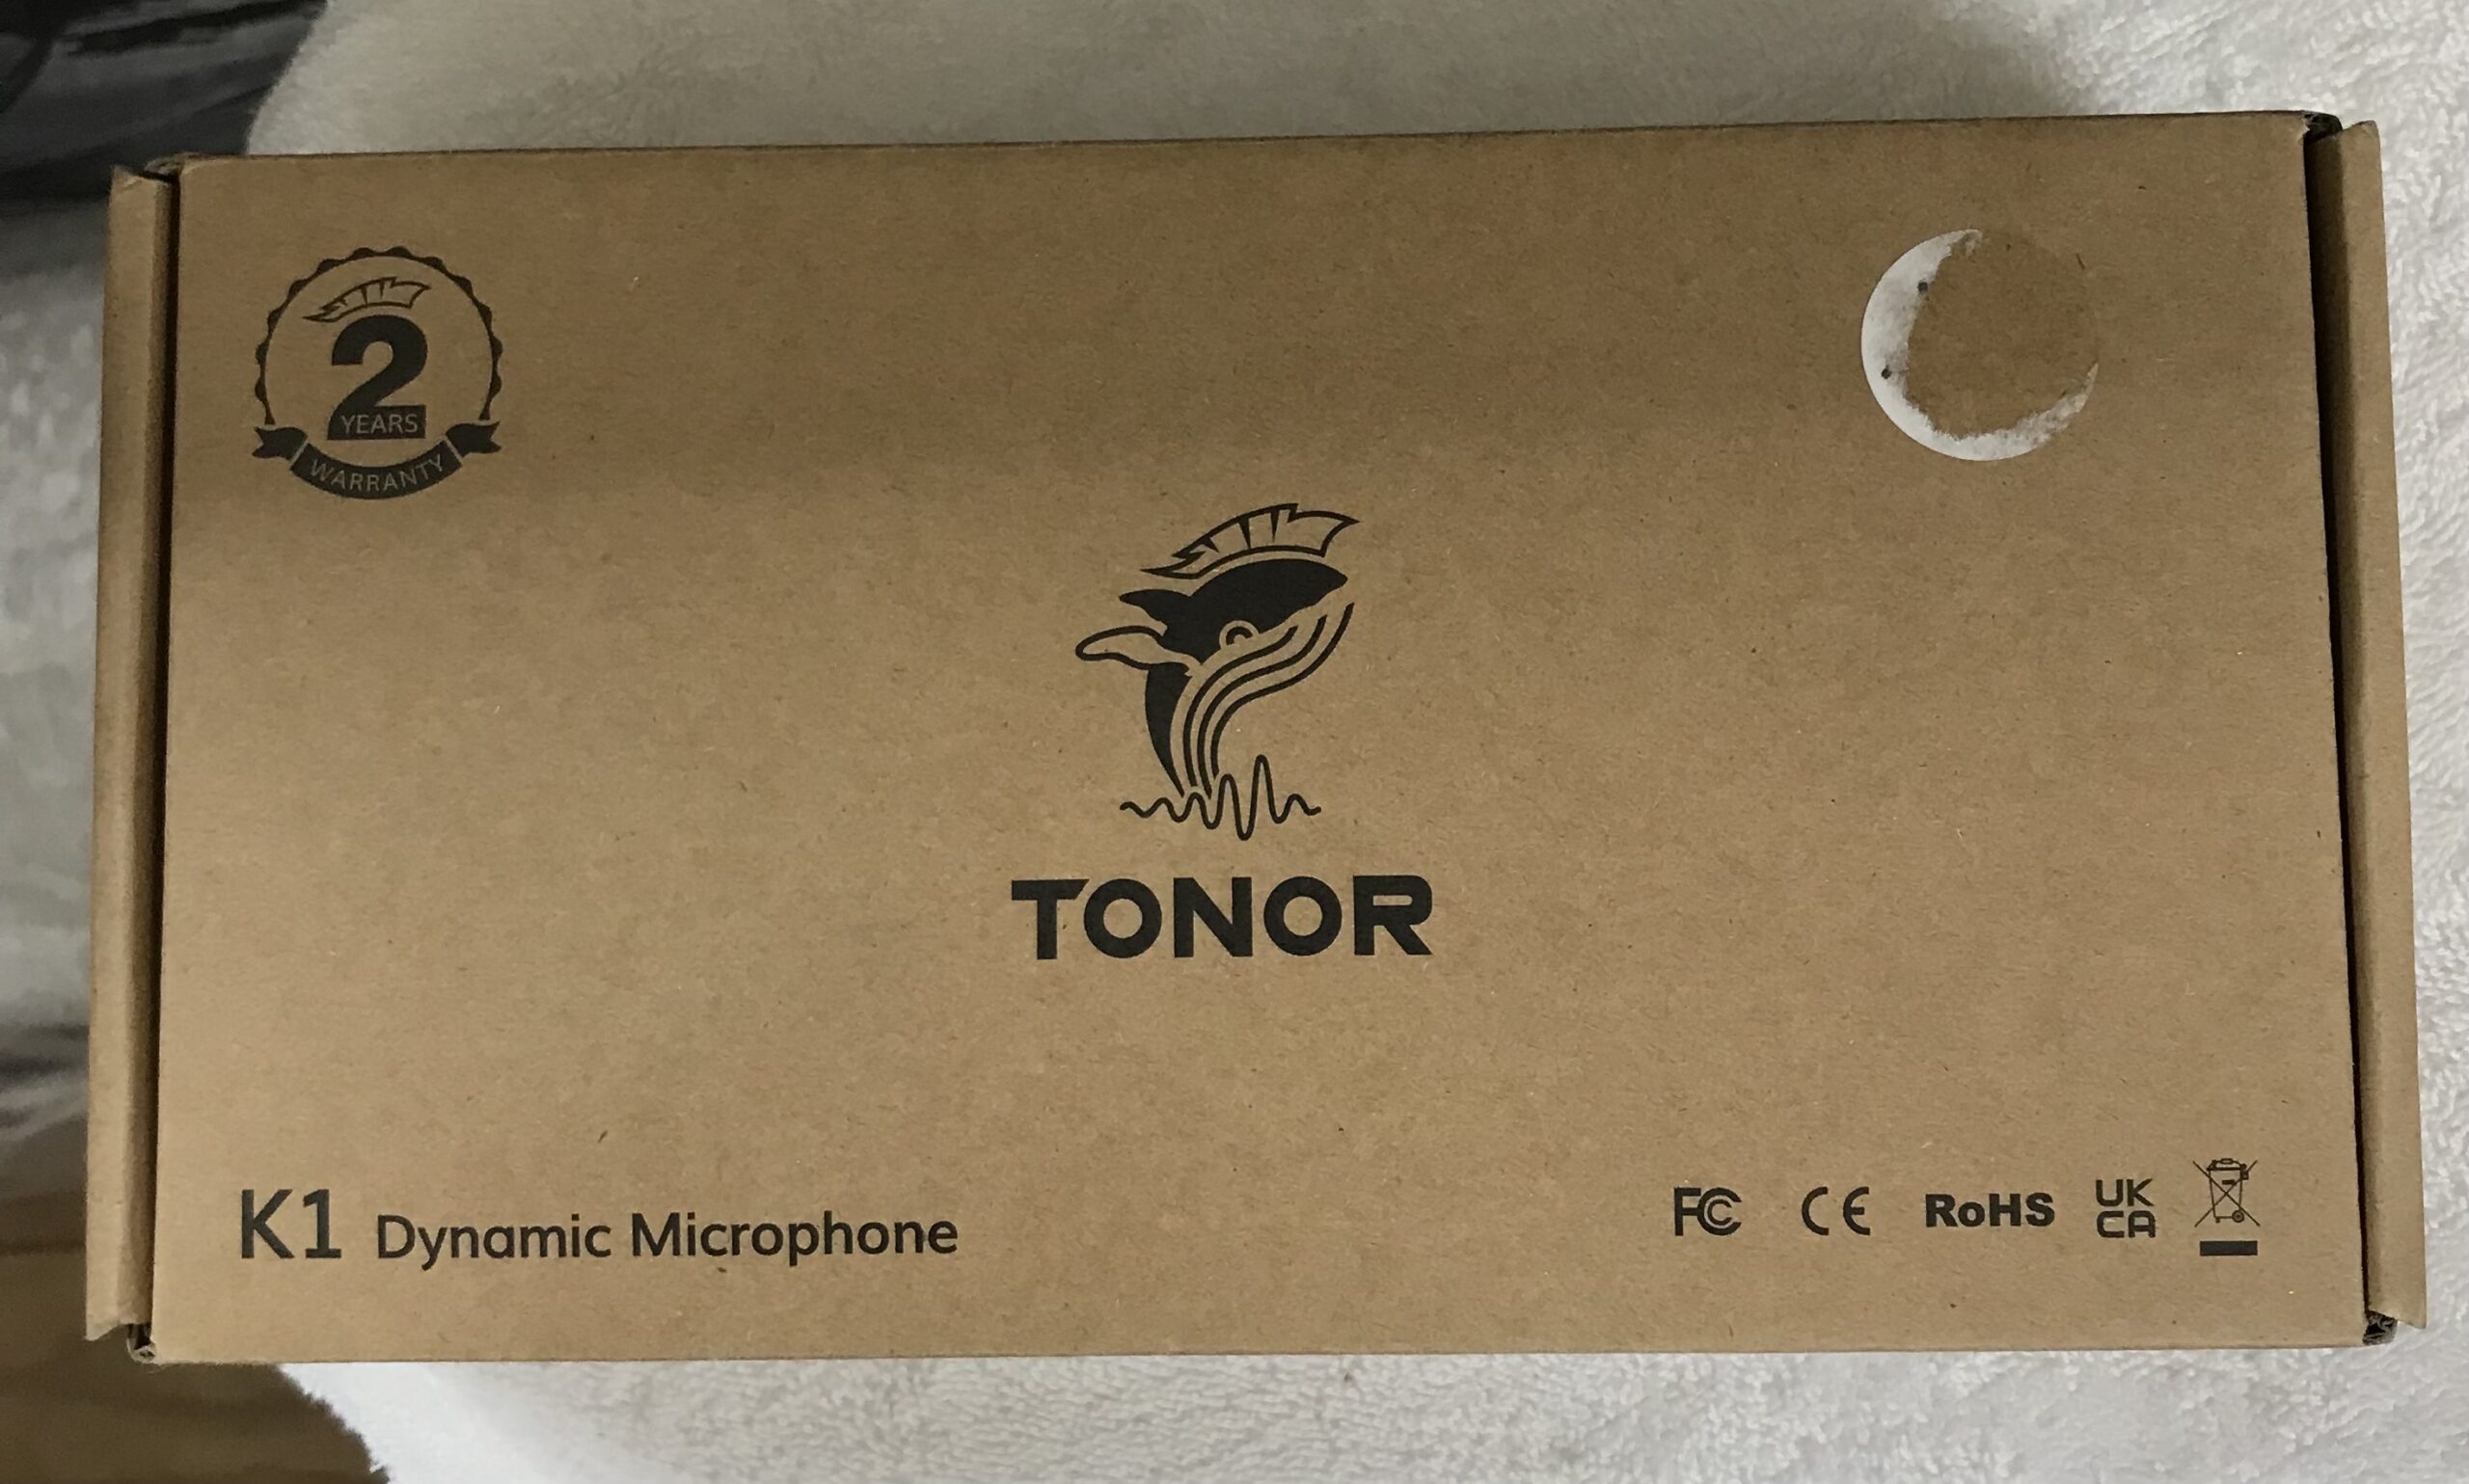 2
YEARS
WARRANTY
TONOR
K1 Dynamic Microphone
FC CE RoHS UK
CA